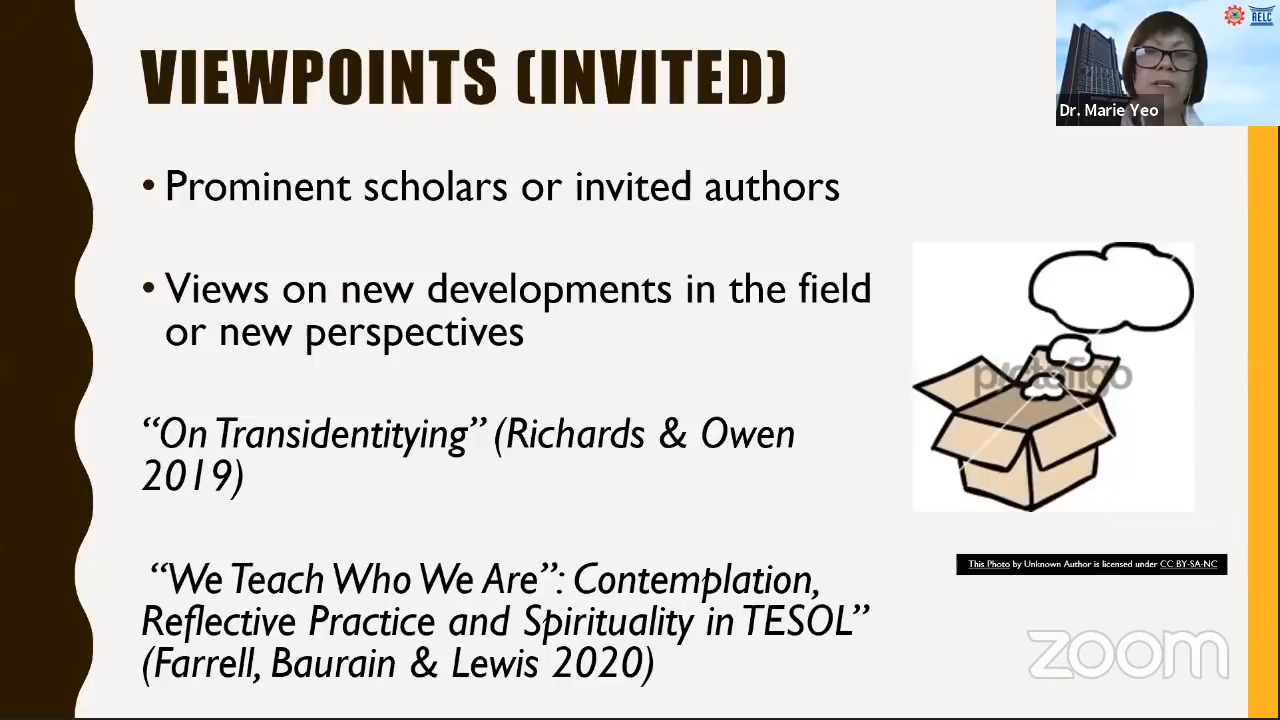 VIEWPOINTS (INVITED)
RELC
Dr. Marie Yeo
• Prominent scholars or invited authors
• Views on new developments in the field
or new perspectives
“On Transidentitying” (Richards & Owen
2019)
“We Teach Who We Are”: Contemplation,
Reflective Practice and Spirituality in TESOL”
(Farrell, Baurain & Lewis 2020)
pictofigo
This Photo by Unknown Author is licensed under CC BY-SA-NC
zoom